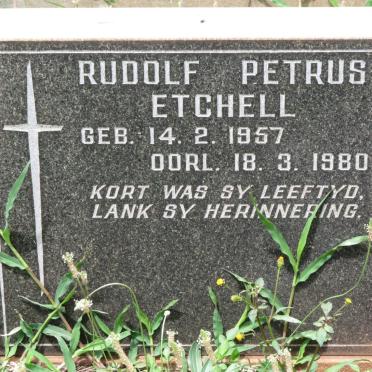 RUDOLF PETRUS
ETCHELL
GEB. 14. 2. 1957
OORL. 18. 3. 1980
KORT WAS SY LEEFTYD,
LANK SY HERINNERING.